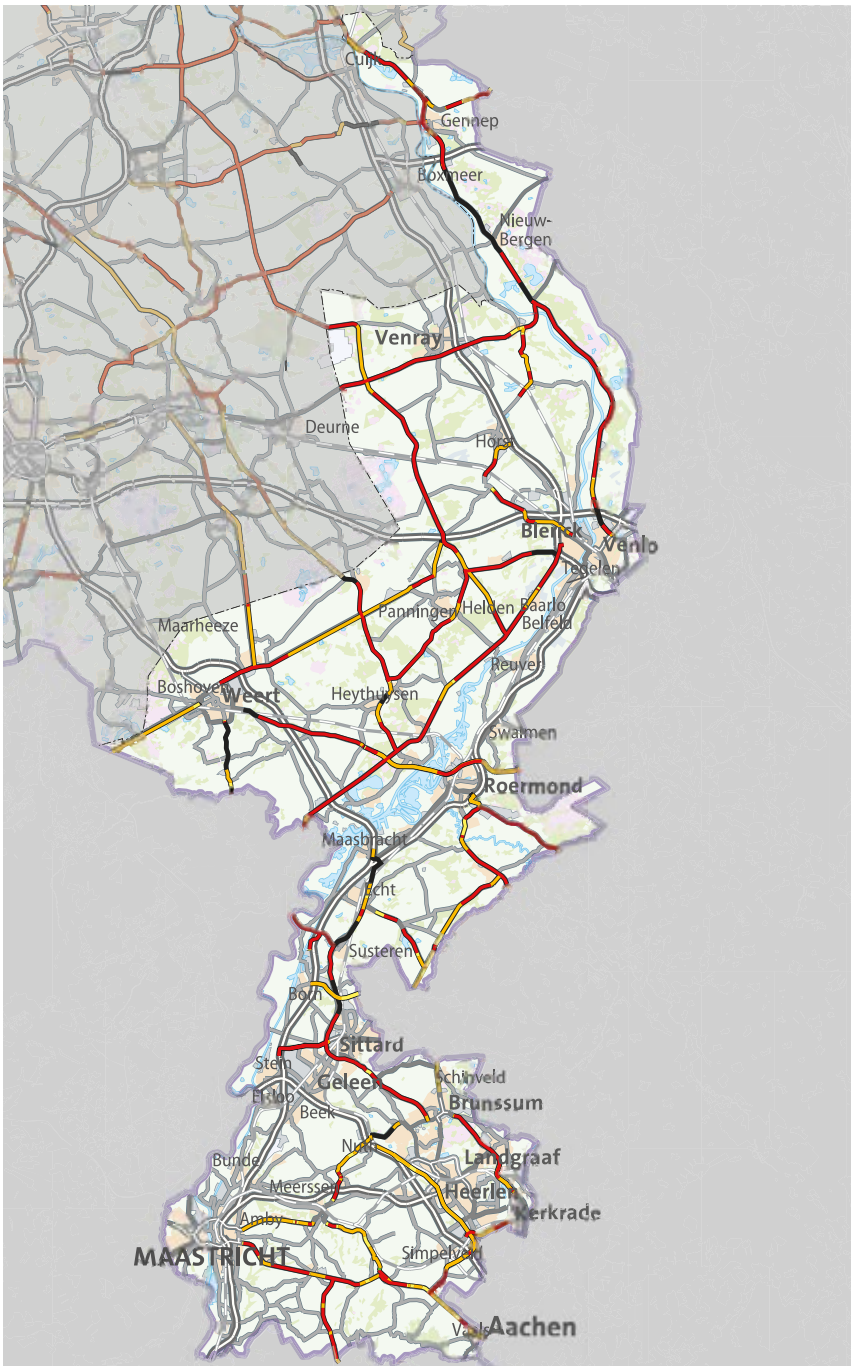 Cuijk
Gennep
Boxmeer
Nieuw-
Bergen
Venray
Deurne
Horst
Blerick
Venlo
Tegelen
Maarheeze
Panningen
Helden
Baarlo
Belfeld
Reuver
Boshoven
Weert
Heythuysen
Swalmen
Roermond
Maasbracht
Echt
Susteren
Born
Sittard
Stein
Geleen
Schinveld
Elsloo
Beek
Brunssum
Nuth
Bunde
Landgraaf
Meerssen
Heerlen
Amby
Kerkrade
MAASTRICHT
Simpelveld
Vaals
Aachen